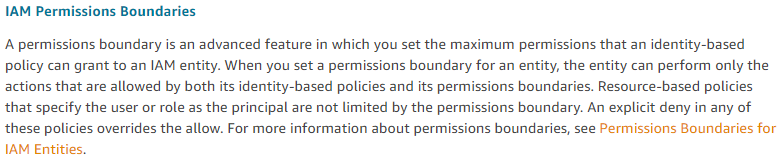 IAM Permissions Boundaries
A permissions boundary is an advanced feature in which you set the maximum permissions that an identity-based
policy can grant to an IAM entity. When you set a permissions boundary for an entity, the entity can perform only the
actions that are allowed by both its identity-based policies and its permissions boundaries. Resource-based policies
that specify the user or role as the principal are not limited by the permissions boundary. An explicit deny in any of
these policies overrides the allow. For more information about permissions boundaries, see Permissions Boundaries for
IAM Entities.